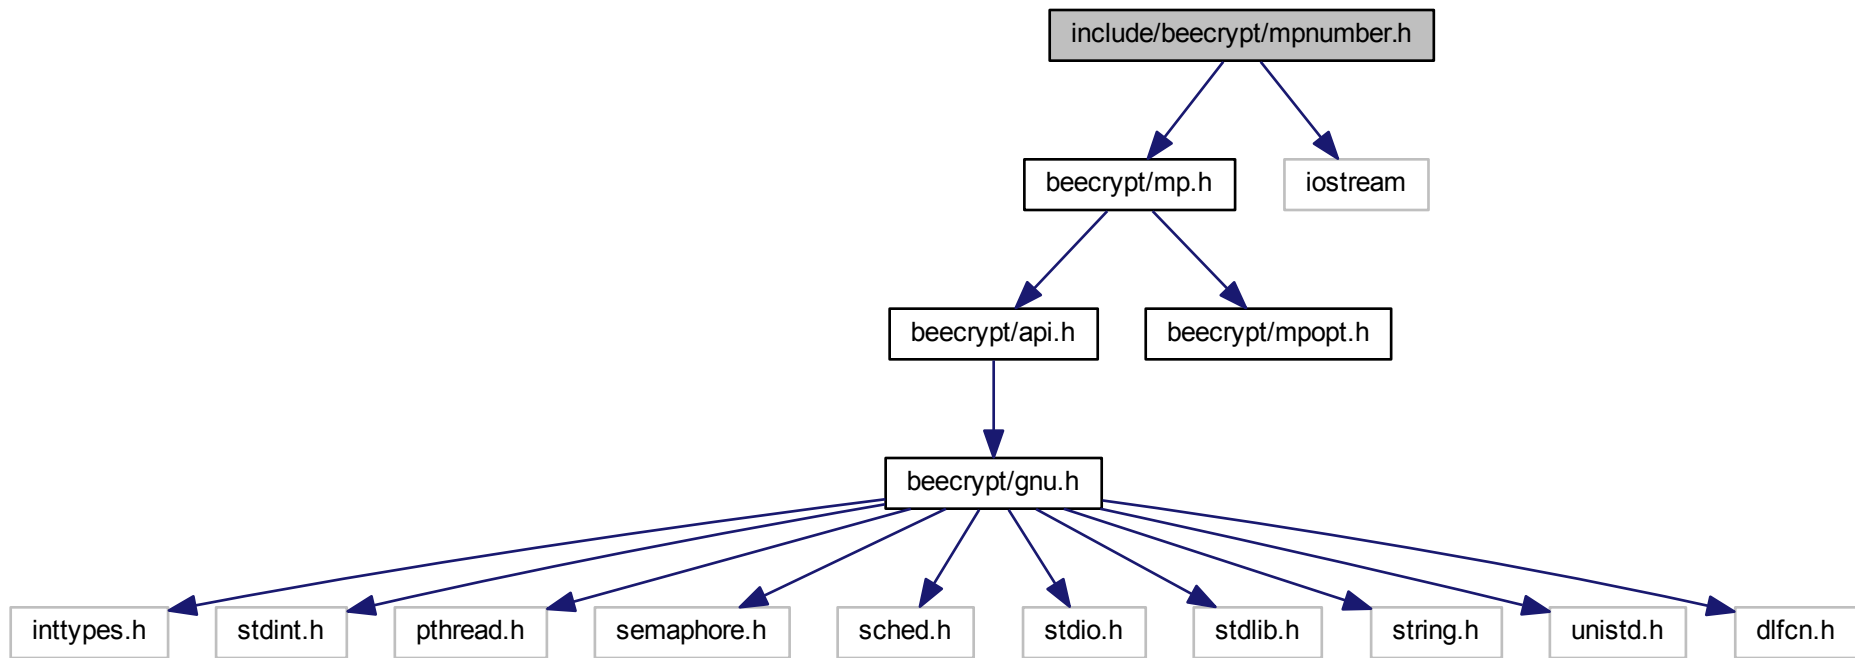 include/beecrypt/mpnumber.h
beecrypt/mp.h
iostream
beecrypt/api.h
beecrypt/mpopt.h
beecrypt/gnu.h
inttypes.h
stdint.h
pthread.h
semaphore.h
sched.h
stdio.h
stdlib.h
string.h
unistd.h
dlfcn.h